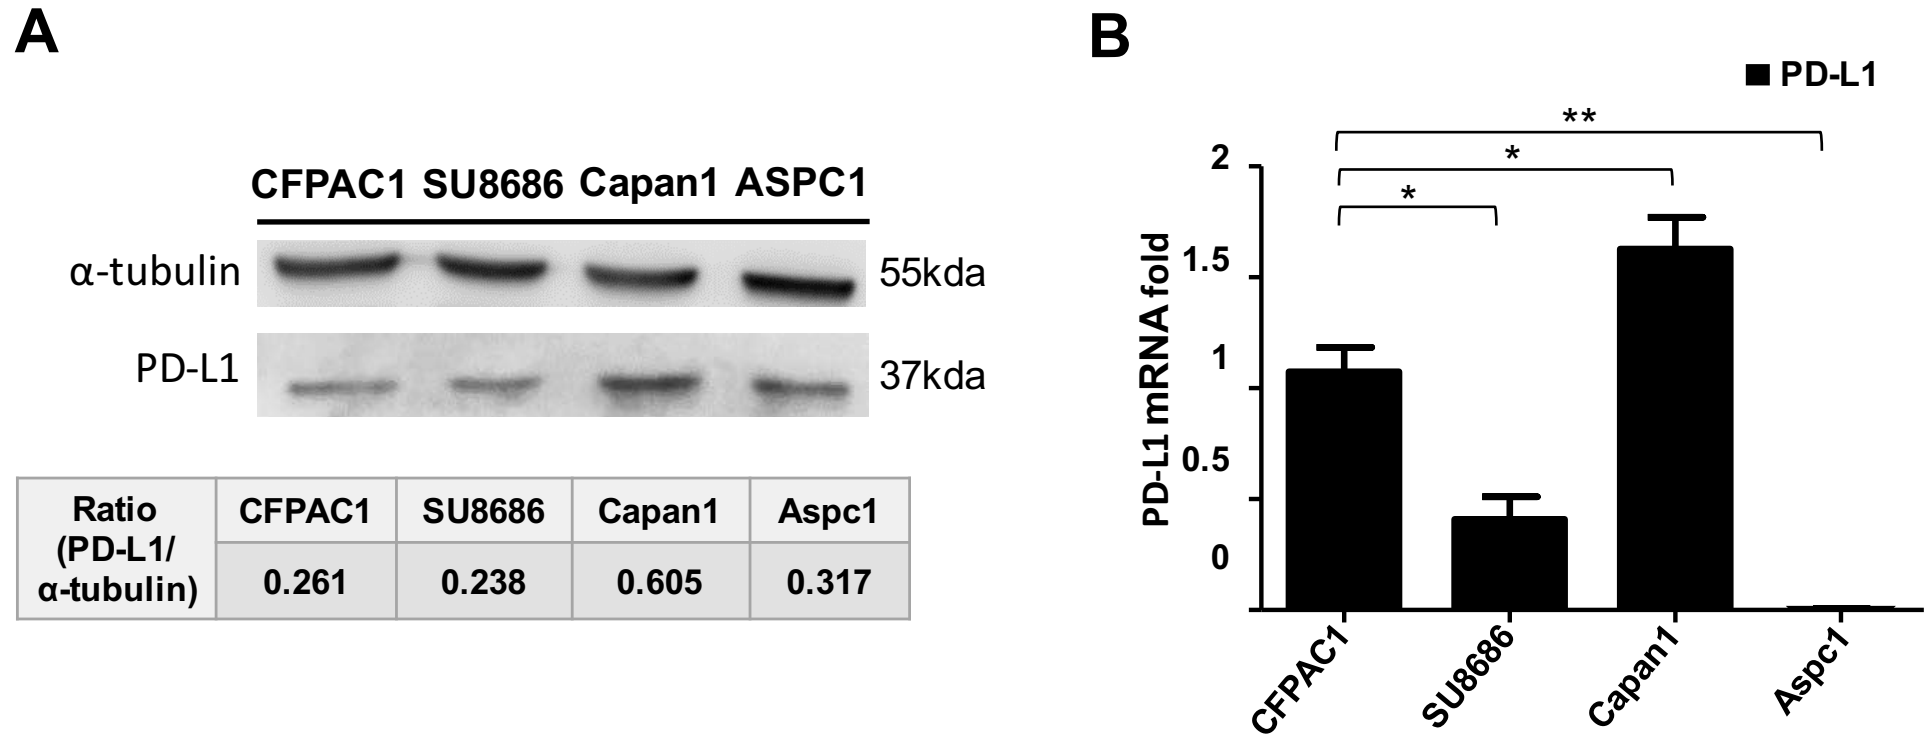 A
CFPAC1 SU8686 Capan1 ASPC1
α-tubulin 55kda
PD-L1 37kda
Ratio
(PD-L1/
α-tubulin)
CFPAC1 SU8686 Capan1 Aspc1
0.261 0.238 0.605 0.317
B
PD-L1
**
*
*
PD-L1 mRNA fold
2
1.5
1
0.5
0
CFPAC1 SU8686 Capan1 Aspc1